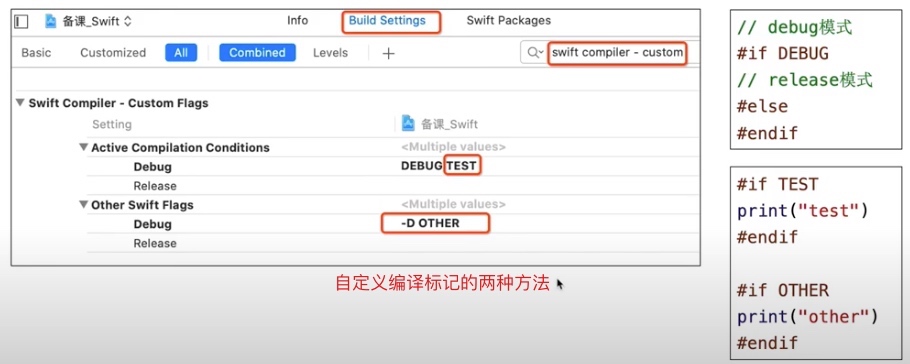 备课_Swift
Info
Build Settings
Swift Packages
Basic
Customized
All
Combined
Levels
+
swift compiler - custom
Swift Compiler - Custom Flags
Setting
备课_Swift
Active Compilation Conditions
<Multiple values>
Debug
DEBUG TEST
Release
Other Swift Flags
<Multiple values>
Debug
-D OTHER
Release
自定义编译标记的两种方法
// debug模式
#if DEBUG
// release模式
#else
#endif
#if TEST
print("test")
#endif
#if OTHER
print("other")
#endif